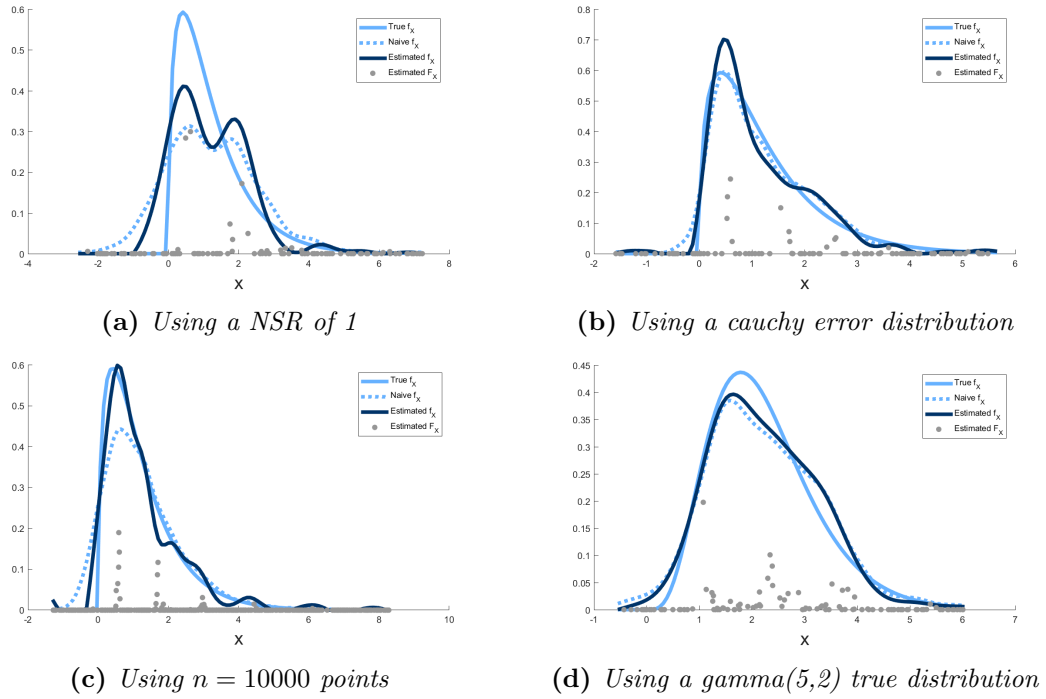 0.6
0.5
0.4
0.3
0.2
0.1
0
-4
-2
0
2
4
6
8
x
True f_X
Naive f_X
Estimated f_X
Estimated F_X
(a) Using a NSR of 1
0.8
0.7
0.6
0.5
0.4
0.3
0.2
0.1
0
-2
-1
0
1
2
3
4
5
6
x
True f_X
Naive f_X
Estimated f_X
Estimated F_X
(b) Using a cauchy error distribution
0.6
0.5
0.4
0.3
0.2
0.1
0
-2
0
2
4
6
8
10
x
True f_X
Naive f_X
Estimated f_X
Estimated F_X
(c) Using n = 10000 points
0.45
0.4
0.35
0.3
0.25
0.2
0.15
0.1
0.05
0
-1
0
1
2
3
4
5
6
7
x
True f_X
Naive f_X
Estimated f_X
Estimated F_X
(d) Using a gamma(5,2) true distribution